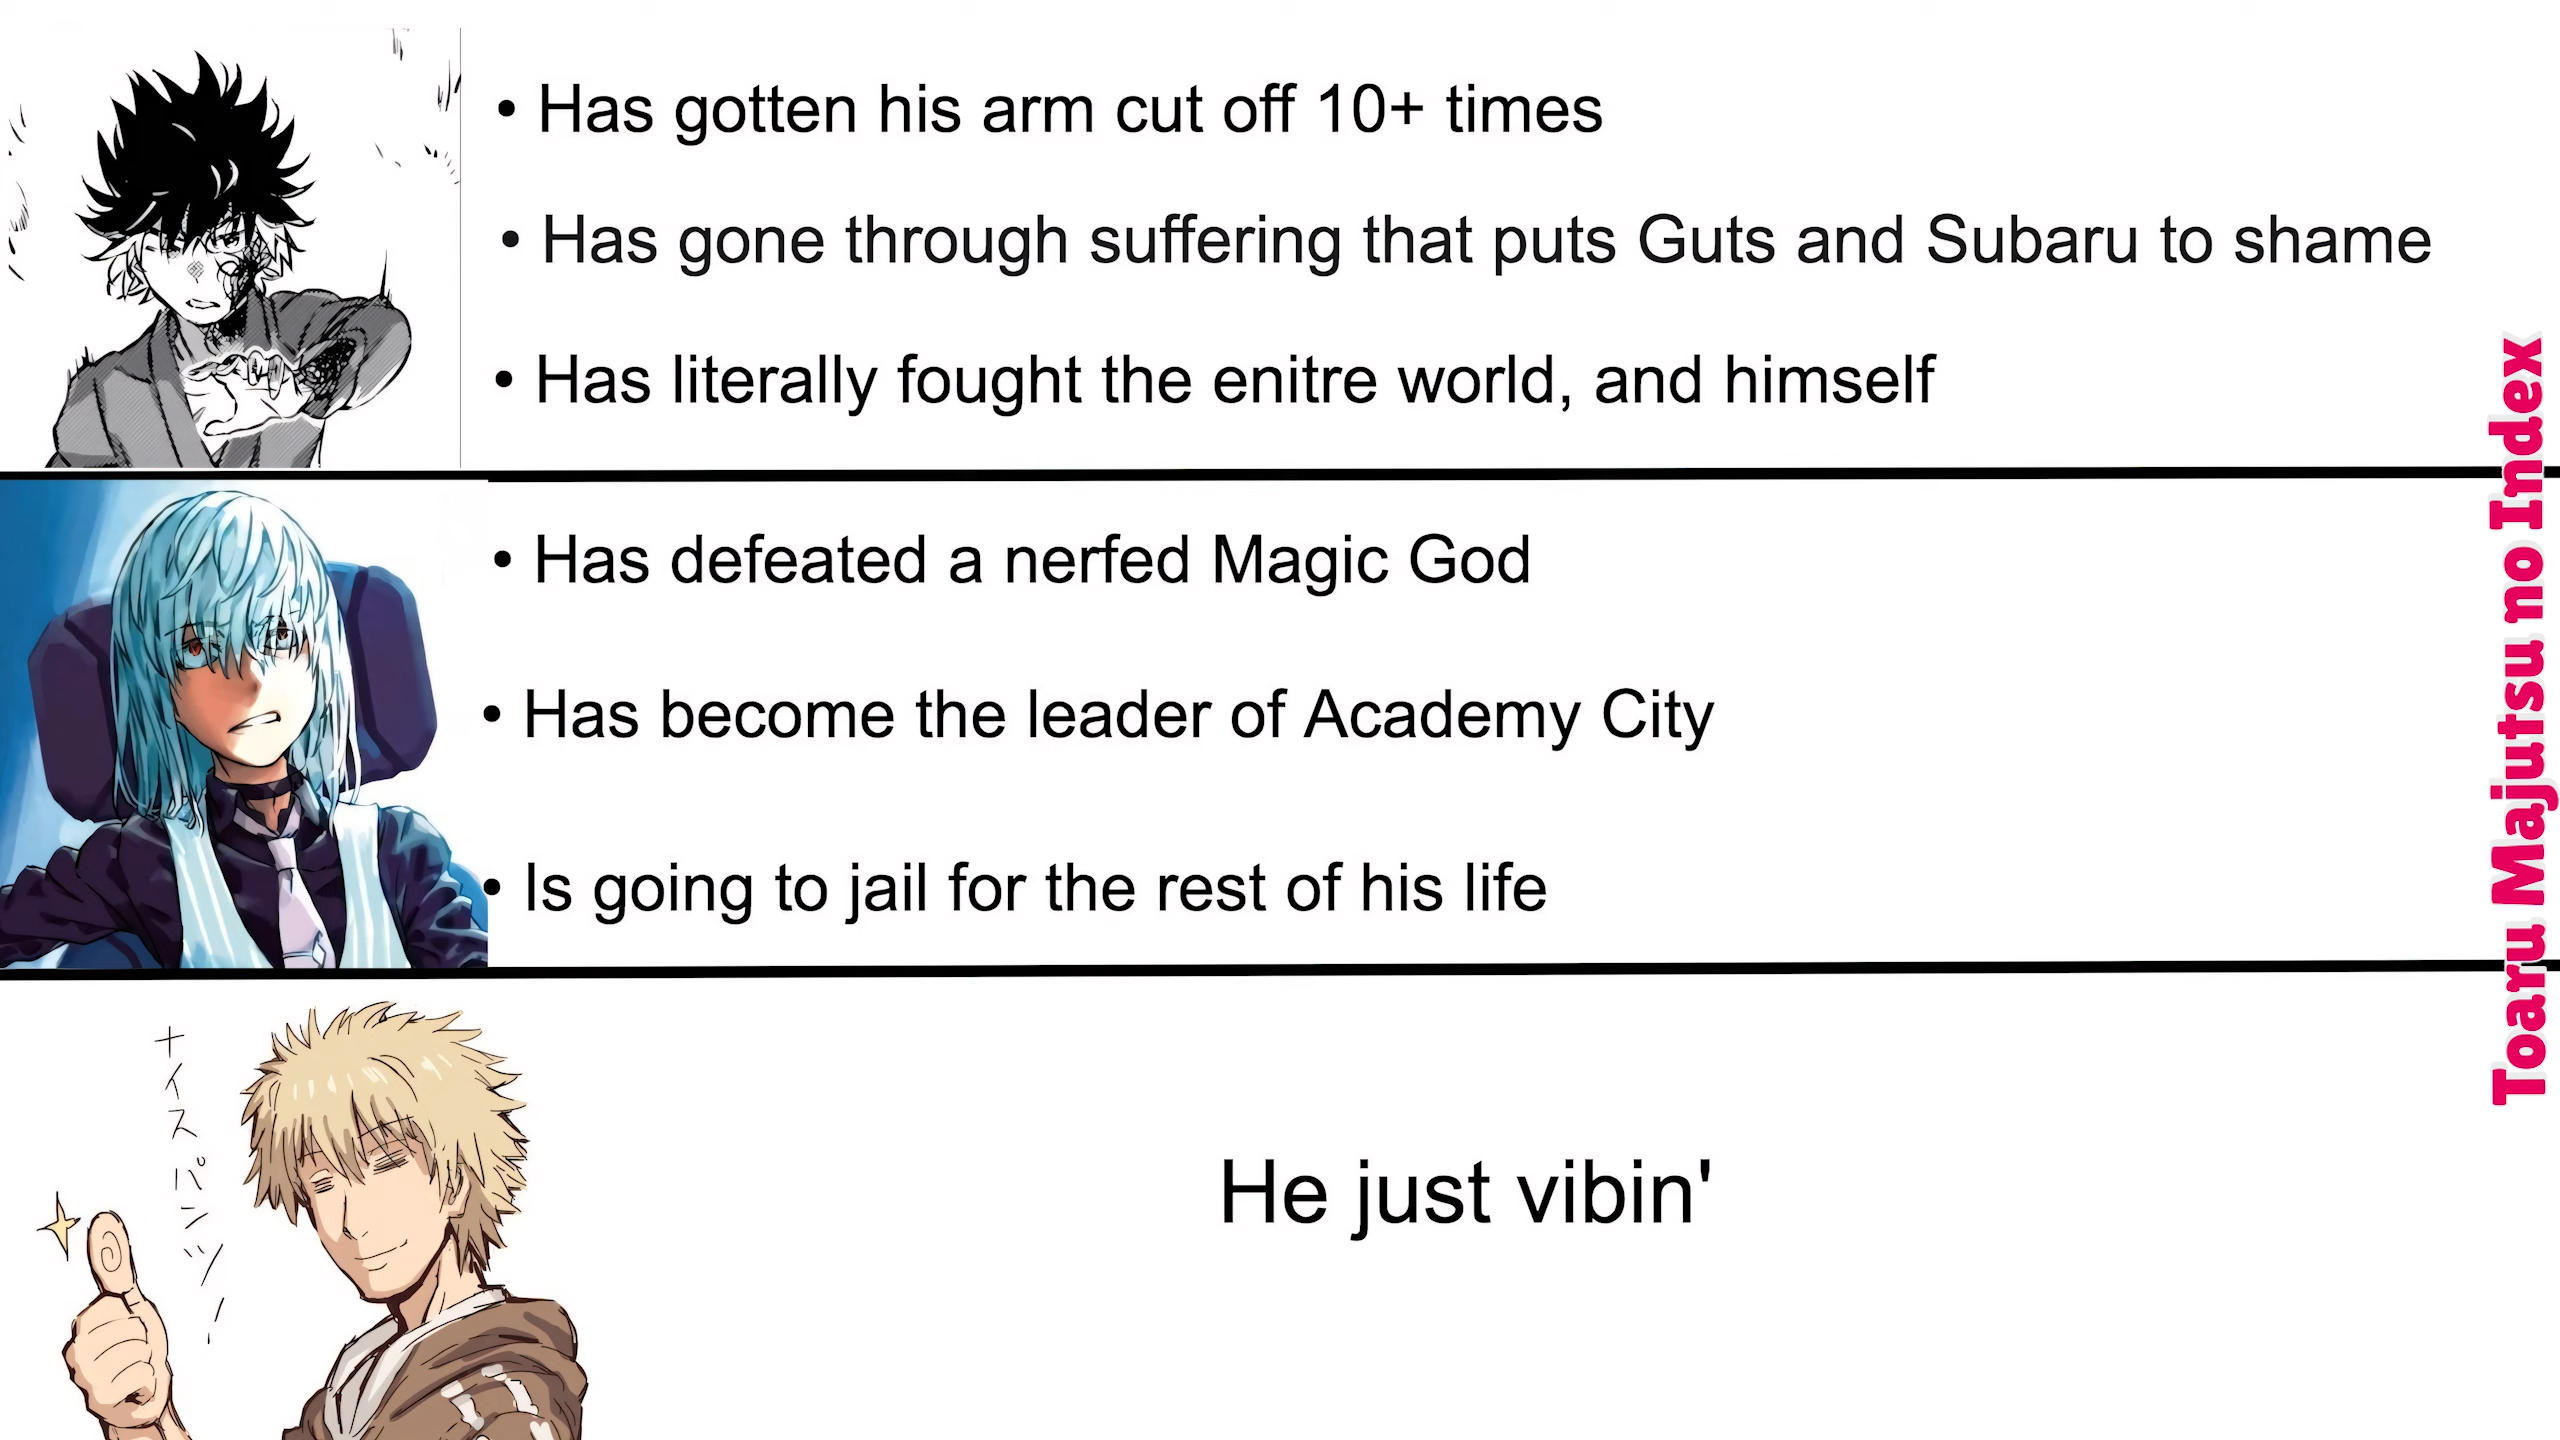 • Has gotten his arm cut off 10+ times
• Has gone through suffering that puts Guts and Subaru to shame
• Has literally fought the enitre world, and himself
• Has defeated a nerfed Magic God
• Has become the leader of Academy City
• Is going to jail for the rest of his life
ナイスパンツ!
He just vibin'
Toaru Majutsu no Index